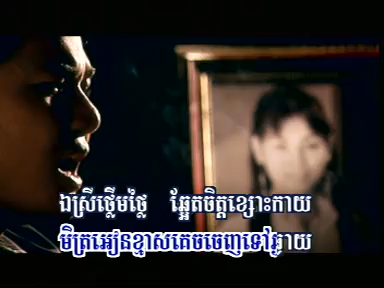 ឯស្រីថ្លើមថ្លៃ ឆ្អែតចិត្តខ្សោះកាយ
មិត្រអៀនខ្មាសគេចចេញទៅឆ្ងាយ